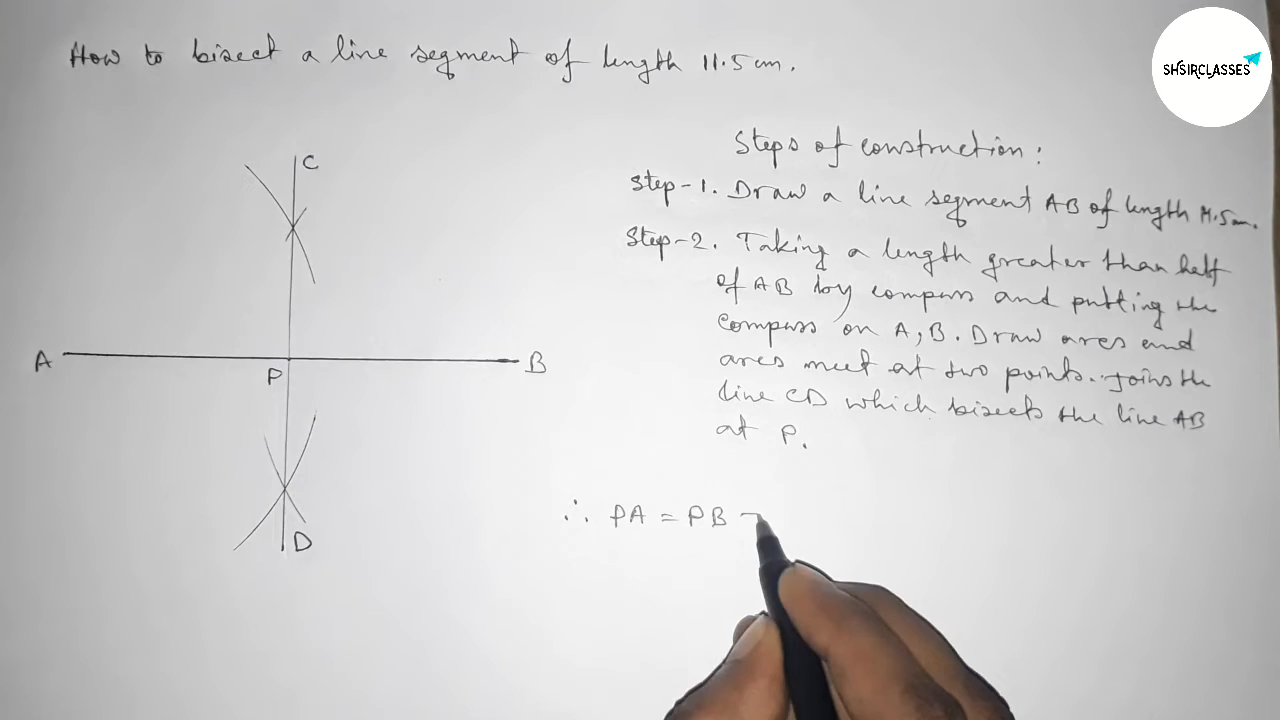 How to bisect a line segment of length 11.5 cm.
SHSIRCLASSES
Steps of construction:
Step-1. Draw a line segment AB of length 11.5cm.
Step-2. Taking a length greater than half
of AB by compass and putting the
compass on A, B. Draw arcs and
arcs meet at two points. Joins the
line CD which bisects the line AB
at P.
C
A
P
B
D
∴ PA = PB